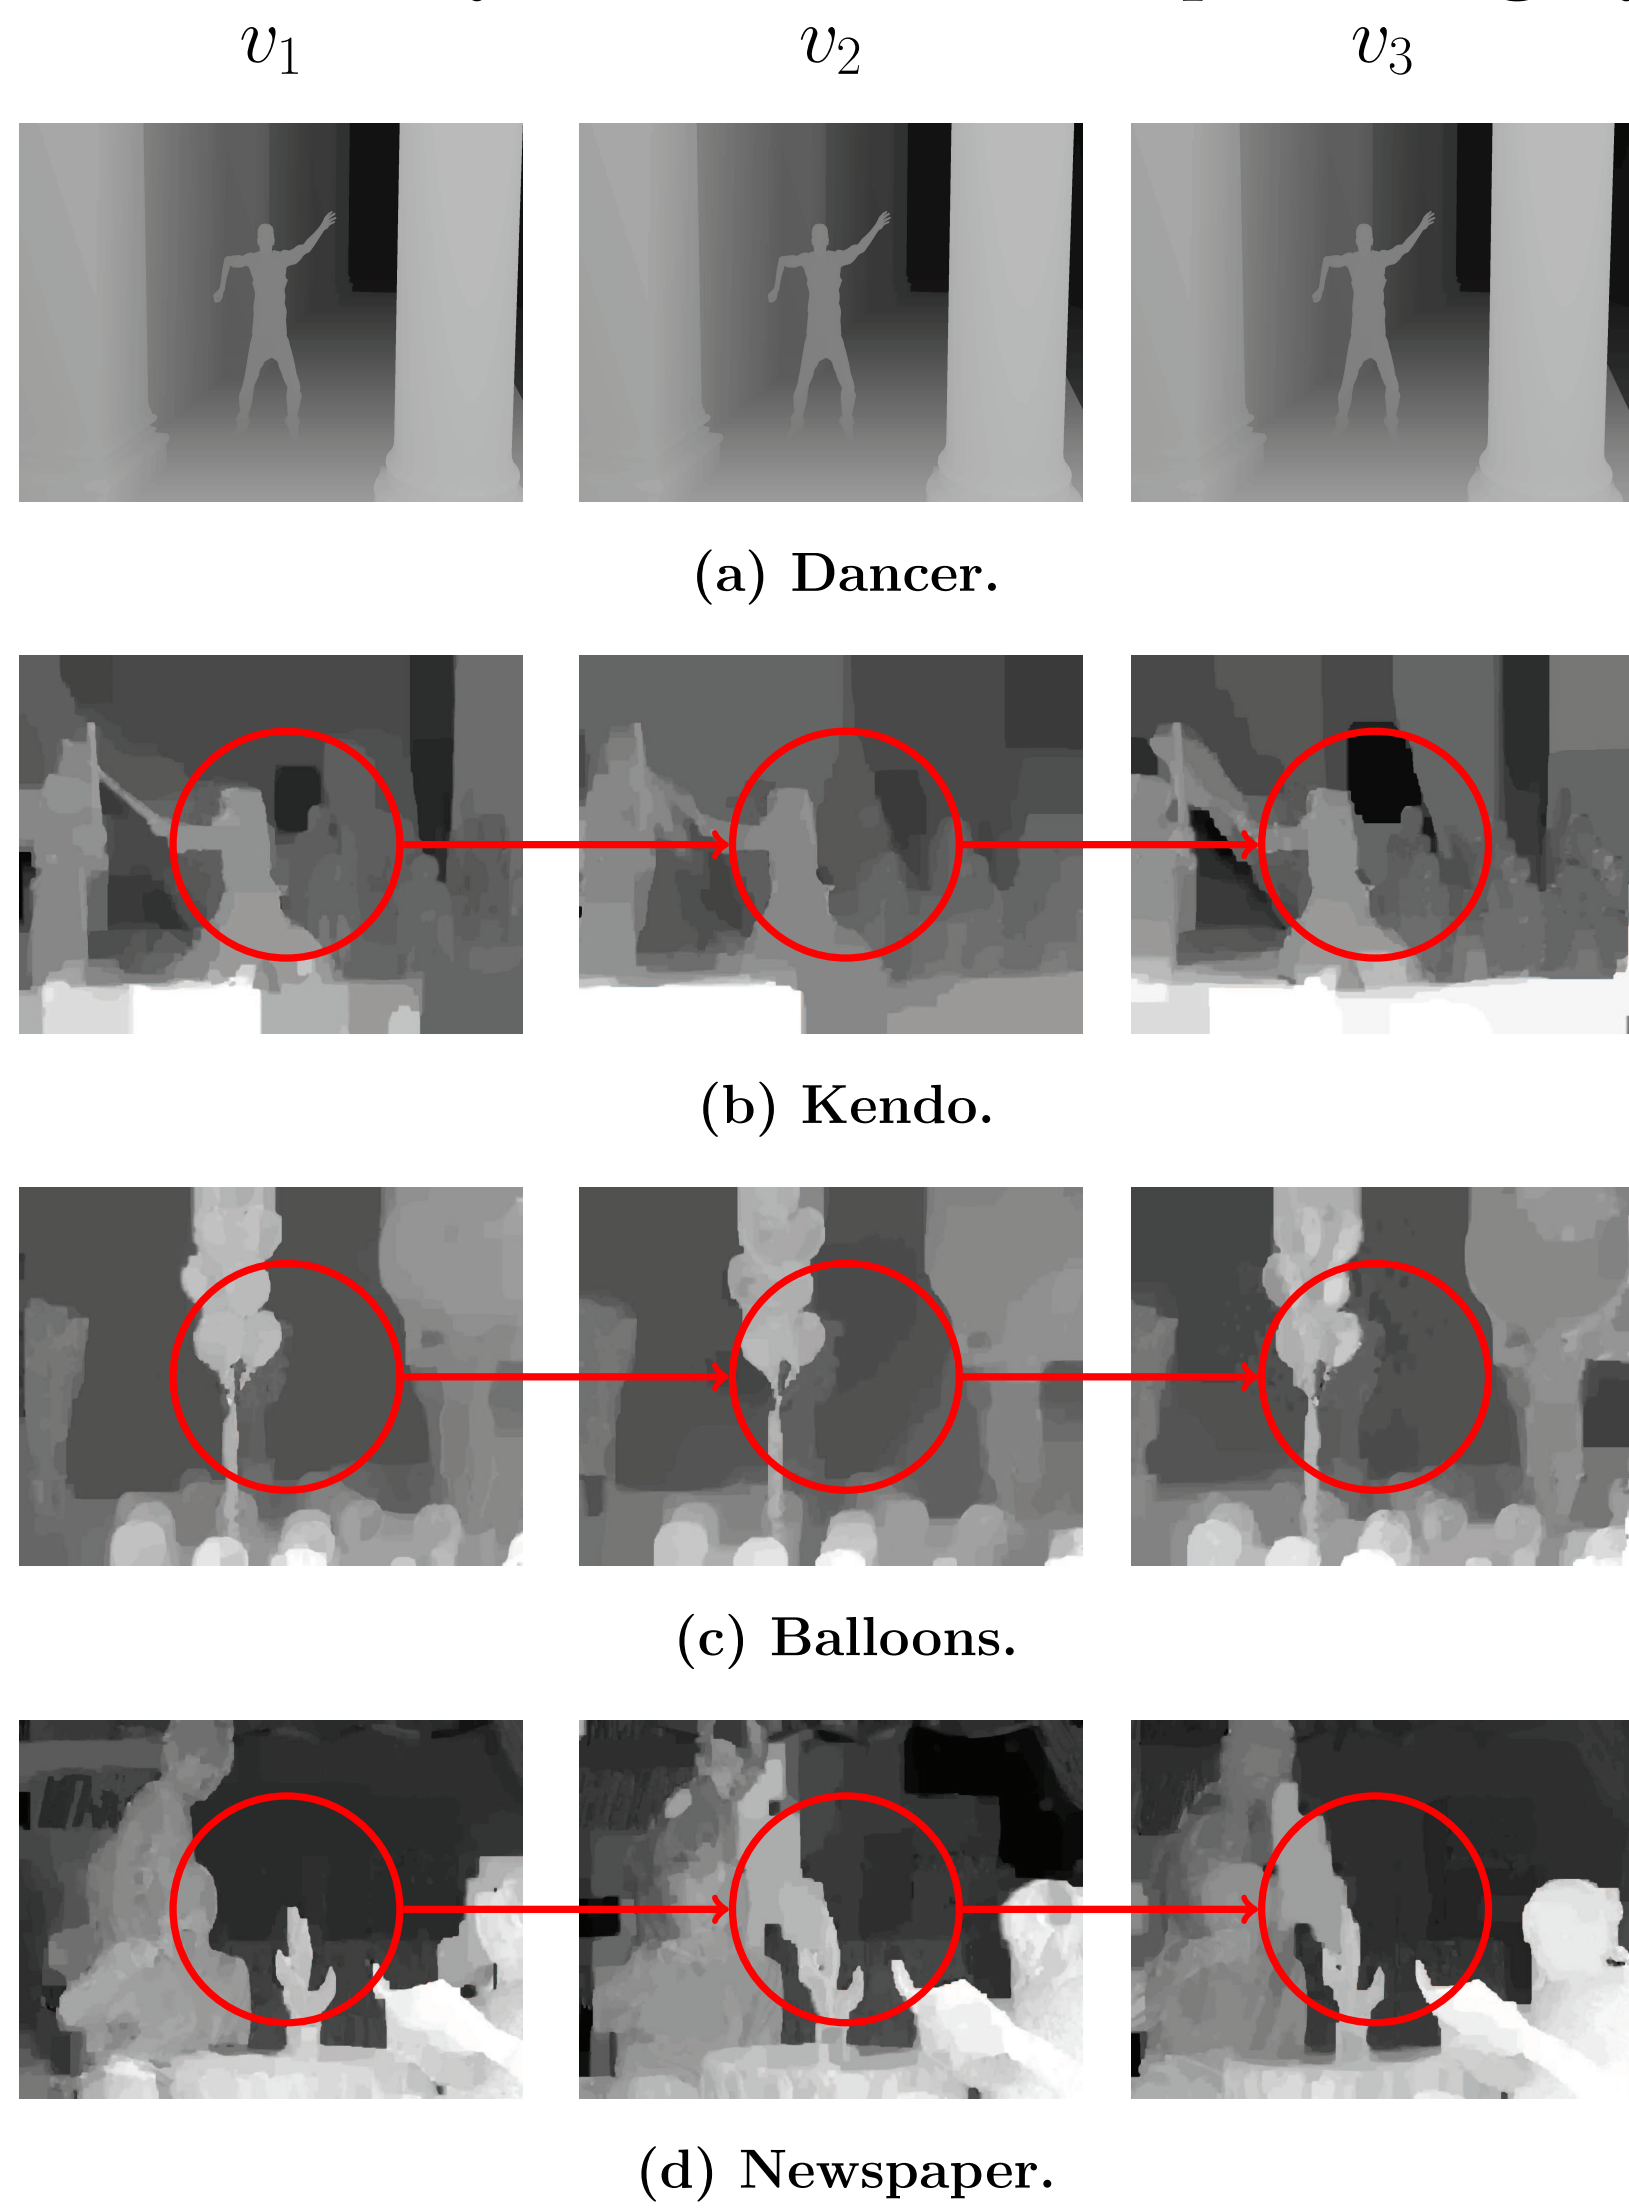 v1 v2 v3
(a) Dancer.
(b) Kendo.
(c) Balloons.
(d) Newspaper.